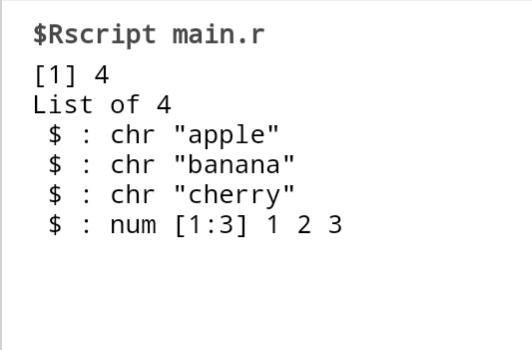 $Rscript main.r
[1] 4
List of 4
 $ : chr "apple"
 $ : chr "banana"
 $ : chr "cherry"
 $ : num [1:3] 1 2 3